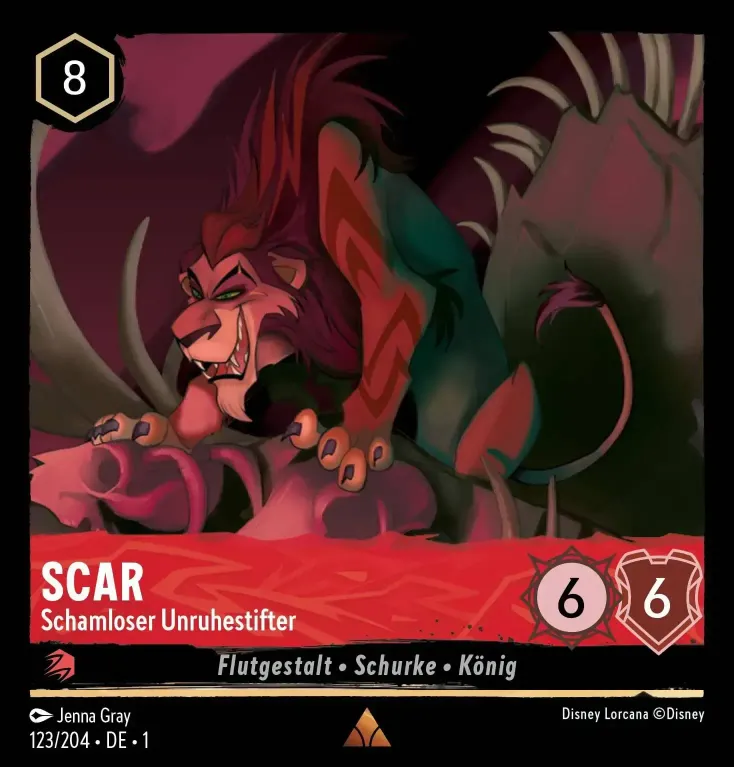 8
SCAR
Schamloser Unruhestifter
6 6
Flutgestalt • Schurke • König
Jenna Gray
Disney Lorcana ©Disney
123/204 • DE • 1